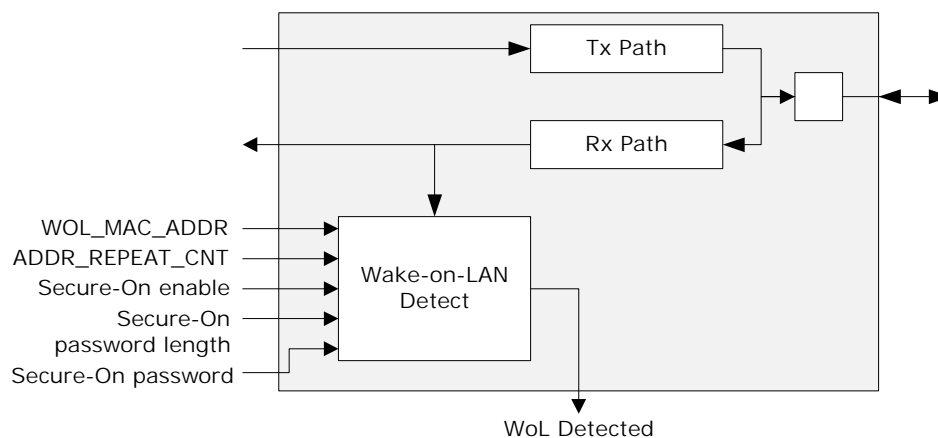 Tx Path
Rx Path
WOL_MAC_ADDR
ADDR_REPEAT_CNT
Secure-On enable
Secure-On
password length
Secure-On password
Wake-on-LAN
Detect
WoL Detected